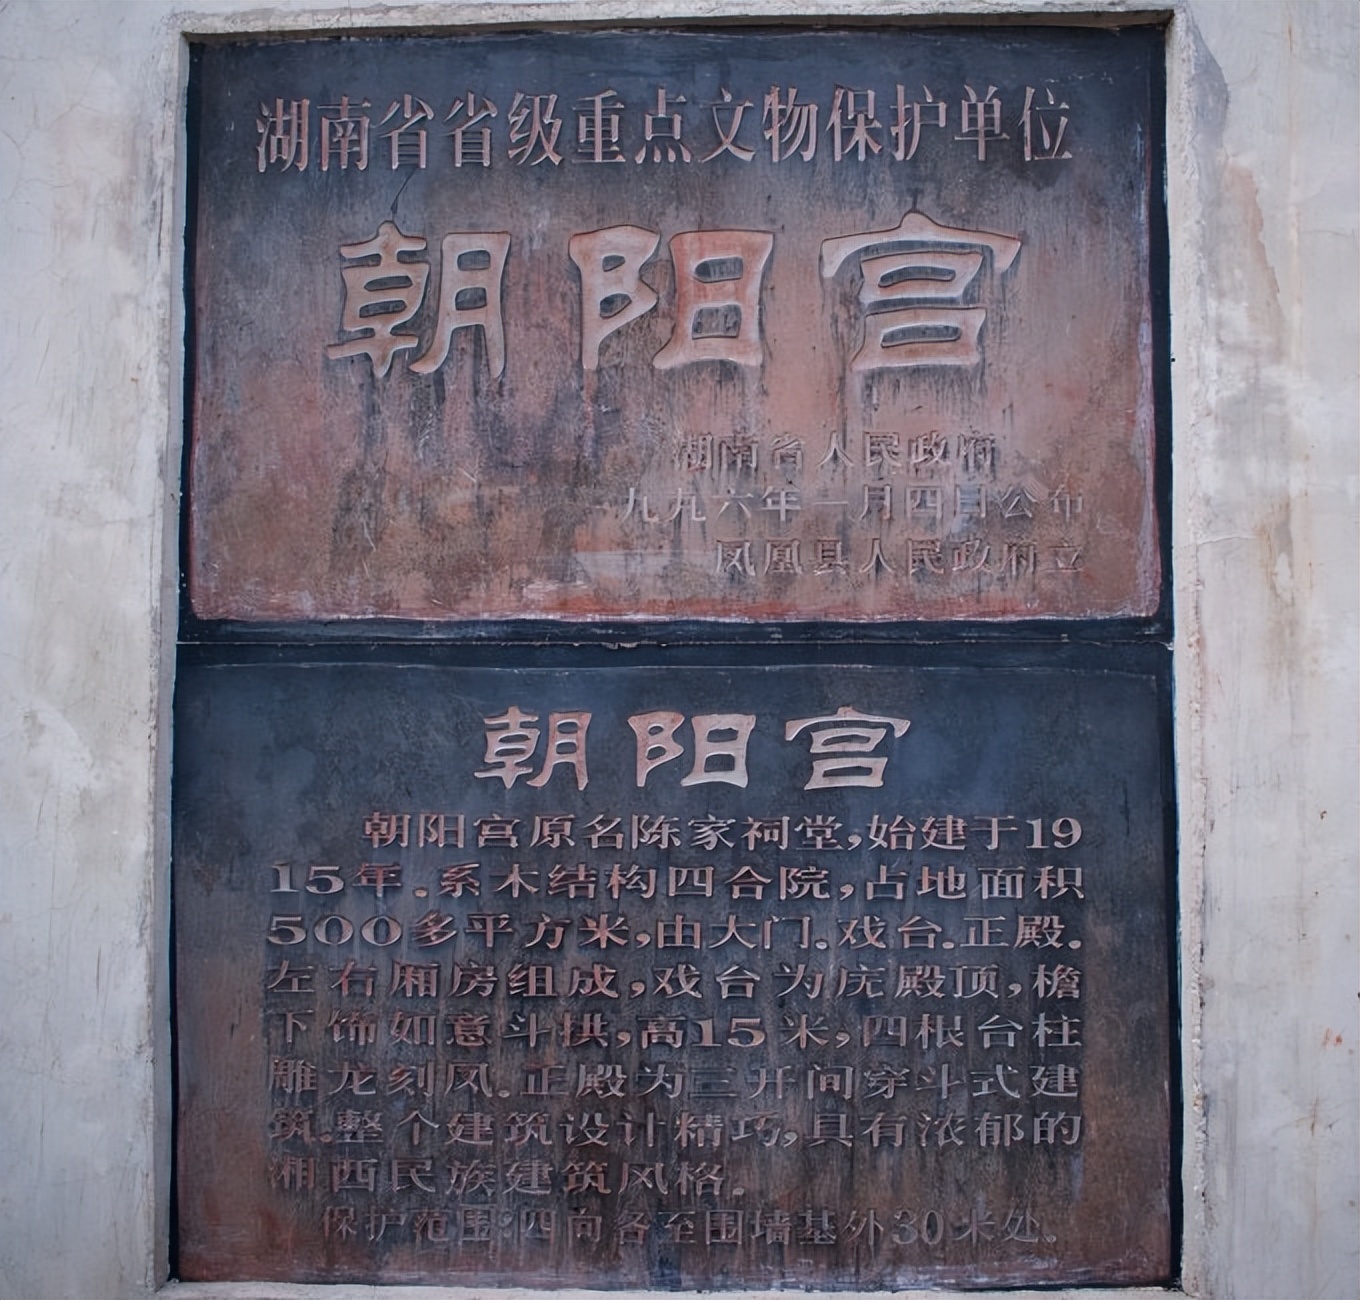 湖南省省级重点文物保护单位
朝阳宫
湖南省人民政府
一九九六年一月四日公布
凤凰县人民政府立
朝阳宫
朝阳宫原名陈家祠堂,始建于19
15年.系木结构四合院,占地面积
500多平方米,由大门.戏台.正殿.
左右厢房组成,戏台为庑殿顶,檐
下饰如意斗拱,高15米,四根台柱
雕龙刻凤.正殿为三开间穿斗式建
筑.整个建筑设计精巧,具有浓郁的
湘西民族建筑风格.
保护范围:四向各至围墙基外30米处.